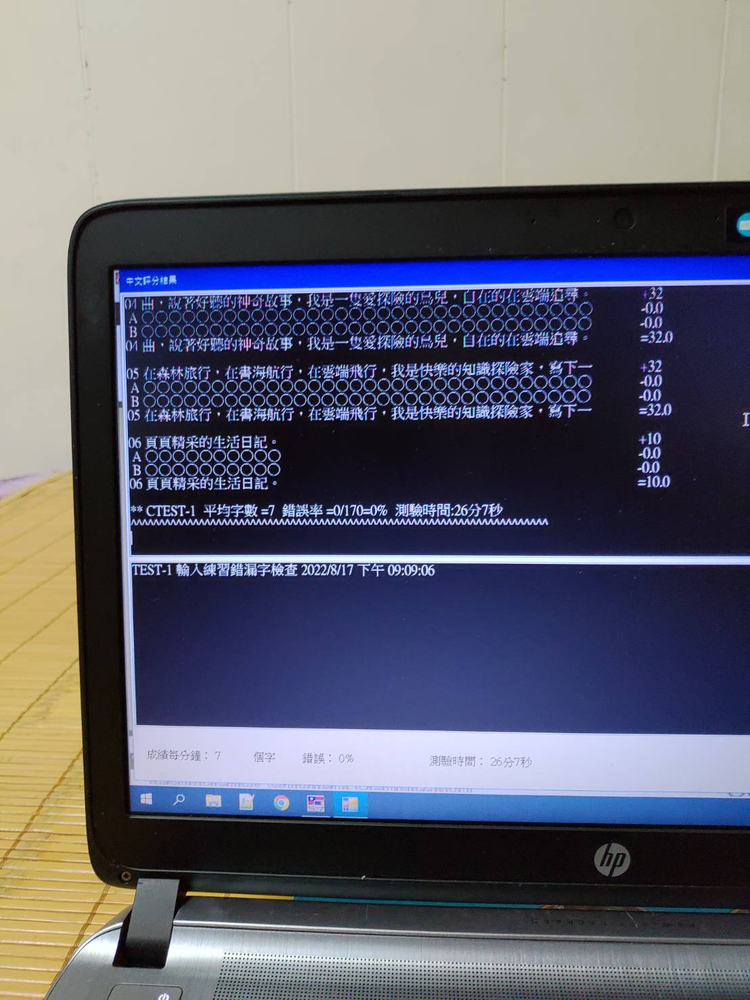 中文評分結果
04 曲，說著好聽的神奇故事，我是一隻愛探險的鳥兒，自在的在雲端追尋。 +32
A ○○○○○○○○○○○○○○○○○○○○○○○○○○○○○○○○○ -0.0
B ○○○○○○○○○○○○○○○○○○○○○○○○○○○○○○○○○ -0.0
04 曲，說著好聽的神奇故事，我是一隻愛探險的鳥兒，自在的在雲端追尋。 =32.0
05 在森林旅行，在書海航行，在雲端飛行，我是快樂的知識探險家，寫下一 +32
A ○○○○○○○○○○○○○○○○○○○○○○○○○○○○○○○○○ -0.0
B ○○○○○○○○○○○○○○○○○○○○○○○○○○○○○○○○○ -0.0
05 在森林旅行，在書海航行，在雲端飛行，我是快樂的知識探險家，寫下一 =32.0
06 頁頁精采的生活日記。 +10
A ○○○○○○○○○○ -0.0
B ○○○○○○○○○○ -0.0
06 頁頁精采的生活日記。 =10.0
** CTEST-1 平均字數 =7 錯誤率 =0/170=0% 測驗時間:26分7秒
TEST-1 輸入練習錯漏字檢查 2022/8/17 下午 09:09:06
成績每分鐘： 7 個字 錯誤： 0% 測驗時間： 26分7秒
hp